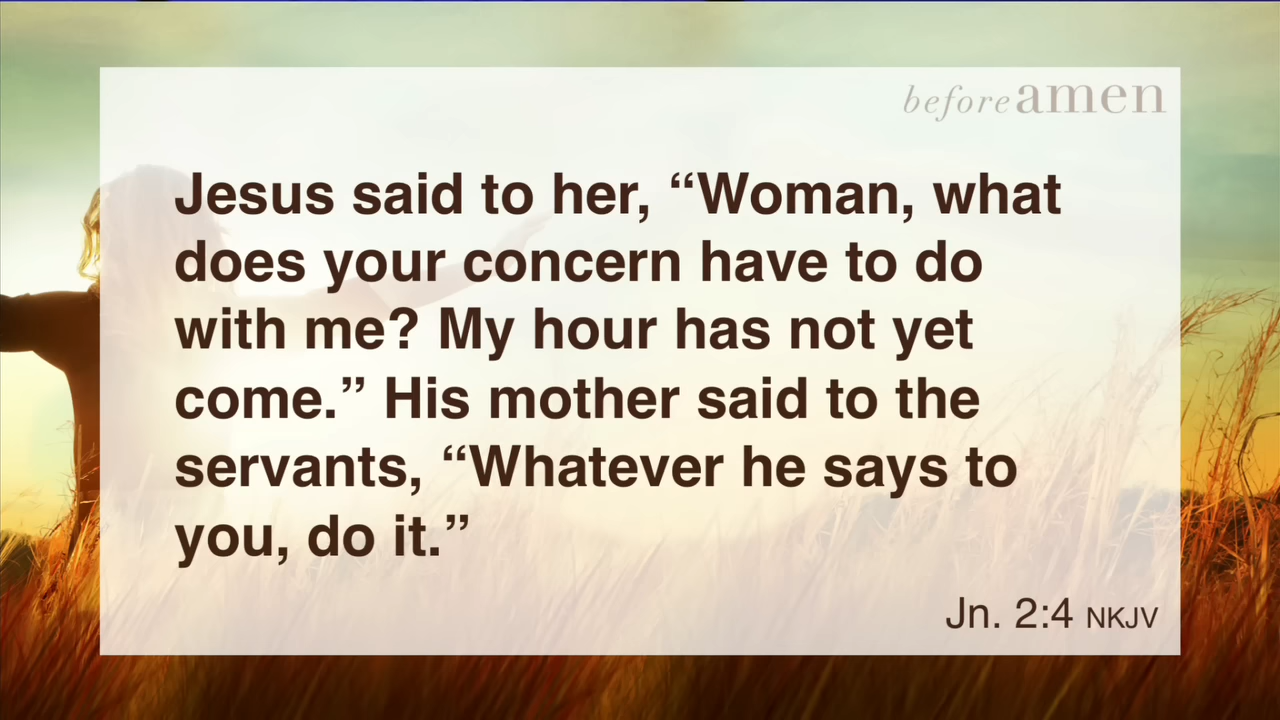 before amen
Jesus said to her, “Woman, what
does your concern have to do
with me? My hour has not yet
come.” His mother said to the
servants, “Whatever he says to
you, do it.”
Jn. 2:4 NKJV